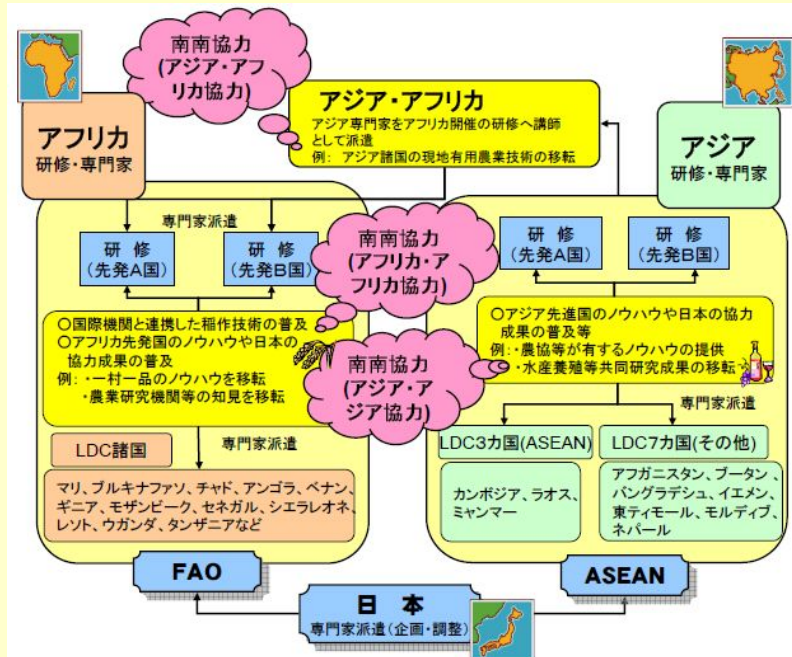 南南協力
(アジア・アフ
リカ協力)
アフリカ
研修・専門家
アジア・アフリカ
アジア専門家をアフリカ開催の研修へ講師
として派遣
例: アジア諸国の現地有用農業技術の移転
アジア
研修・専門家
専門家派遣
研 修
(先発A国)
研 修
(先発B国)
南南協力
(アフリカ・ア
フリカ協力)
研 修
(先発A国)
研 修
(先発B国)
○国際機関と連携した稲作技術の普及
○アフリカ先発国のノウハウや日本の
協力成果の普及
例: ・一村一品のノウハウを移転
・農業研究機関等の知見を移転
南南協力
(アジア・ア
ジア協力)
○アジア先進国のノウハウや日本の協力
成果の普及等
例:・農協等が有するノウハウの提供
・水産養殖等共同研究成果の移転
専門家派遣
LDC諸国
専門家派遣
マリ、ブルキナファソ、チャド、アンゴラ、ベナン、
ギニア、モザンビーク、セネガル、シエラレオネ、
レソト、ウガンダ、タンザニアなど
LDC3カ国(ASEAN)
カンボジア、ラオス、
ミャンマー
LDC7カ国(その他)
アフガニスタン、ブータン、
バングラデシュ、イエメン、
東ティモール、モルディブ、
ネパール
FAO
ASEAN
日 本
専門家派遣(企画・調整)